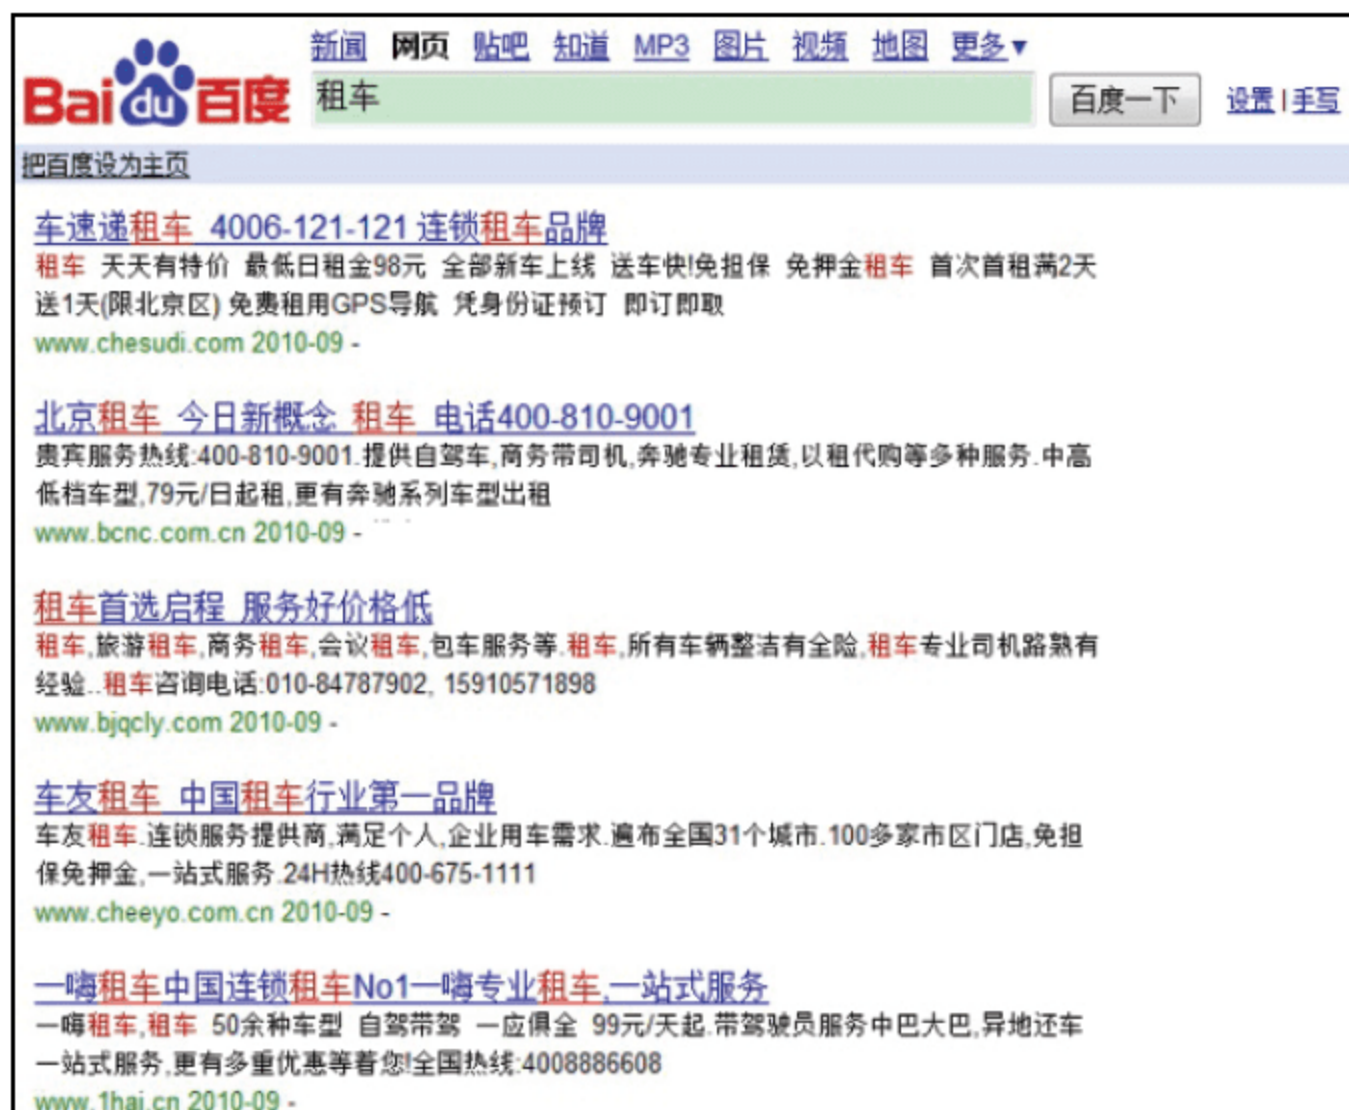 新闻 网页 贴吧 知道 MP3 图片 视频 地图 更多▼
Bai du 百度 租车 百度一下 设置 | 手写
把百度设为主页
车速递租车 4006-121-121 连锁租车品牌
租车 天天有特价 最低日租金98元 全部新车上线 送车快!免担保 免押金租车 首次首租满2天
送1天(限北京区) 免费租用GPS导航 凭身份证预订 即订即取
www.chesudi.com 2010-09 -
北京租车 今日新概念 租车 电话400-810-9001
贵宾服务热线:400-810-9001.提供自驾车,商务带司机,奔驰专业租赁,以租代购等多种服务.中高
低档车型,79元/日起租,更有奔驰系列车型出租
www.bcnc.com.cn 2010-09 -
租车首选启程 服务好价格低
租车,旅游租车,商务租车,会议租车,包车服务等.租车,所有车辆整洁有全险,租车专业司机路熟有
经验..租车咨询电话:010-84787902, 15910571898
www.bjqcly.com 2010-09 -
车友租车 中国租车行业第一品牌
车友租车.连锁服务提供商,满足个人,企业用车需求.遍布全国31个城市.100多家市区门店,免担
保免押金,一站式服务.24H热线400-675-1111
www.cheeyo.com.cn 2010-09 -
一嗨租车中国连锁租车No1一嗨专业租车,一站式服务
一嗨租车,租车 50余种车型 自驾带驾 一应俱全 99元/天起.带驾驶员服务中巴大巴,异地还车
一站式服务,更有多重优惠等着您!全国热线:4008886608
www.1hai.cn 2010-09 -